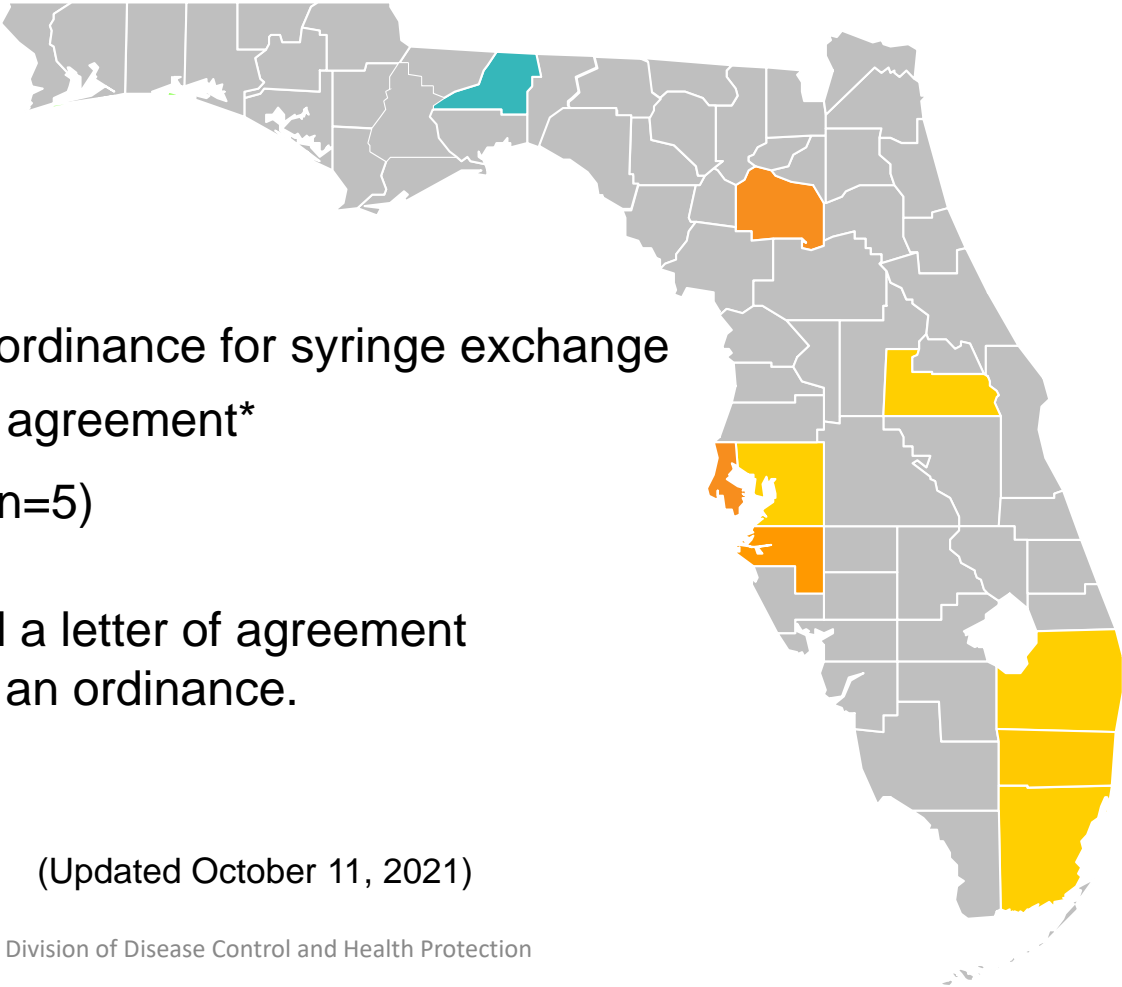 ordinance for syringe exchange
agreement*
n=5)
a letter of agreement
an ordinance.
(Updated October 11, 2021)
Division of Disease Control and Health Protection